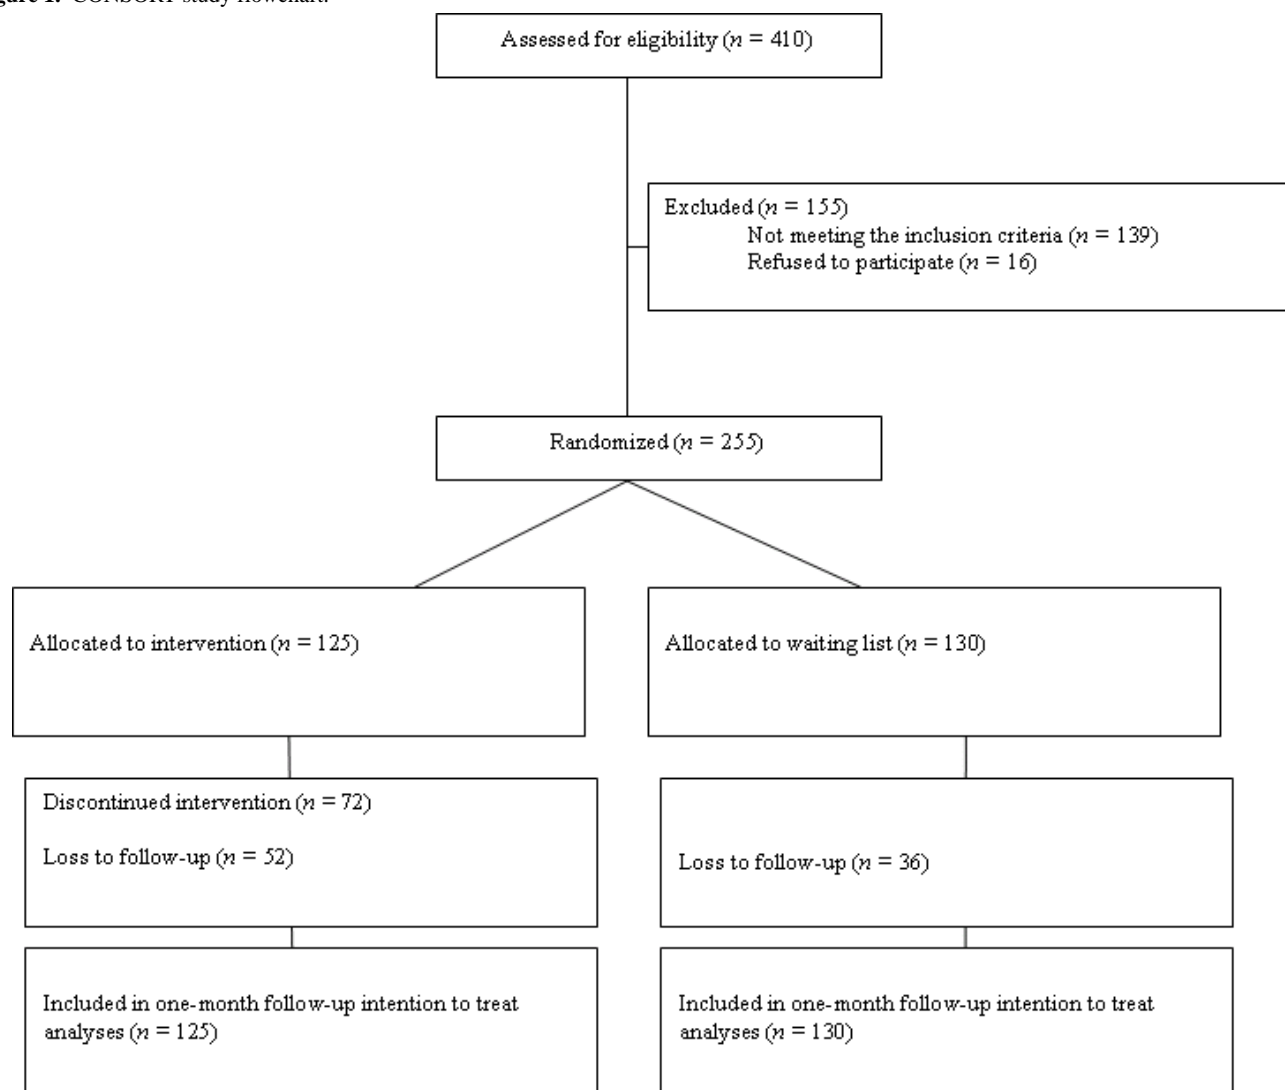 Assessed for eligibility (n = 410)
Excluded (n = 155)
Not meeting the inclusion criteria (n = 139)
Refused to participate (n = 16)
Randomized (n = 255)
Allocated to intervention (n = 125)
Allocated to waiting list (n = 130)
Discontinued intervention (n = 72)
Loss to follow-up (n = 52)
Loss to follow-up (n = 36)
Included in one-month follow-up intention to treat
analyses (n = 125)
Included in one-month follow-up intention to treat
analyses (n = 130)